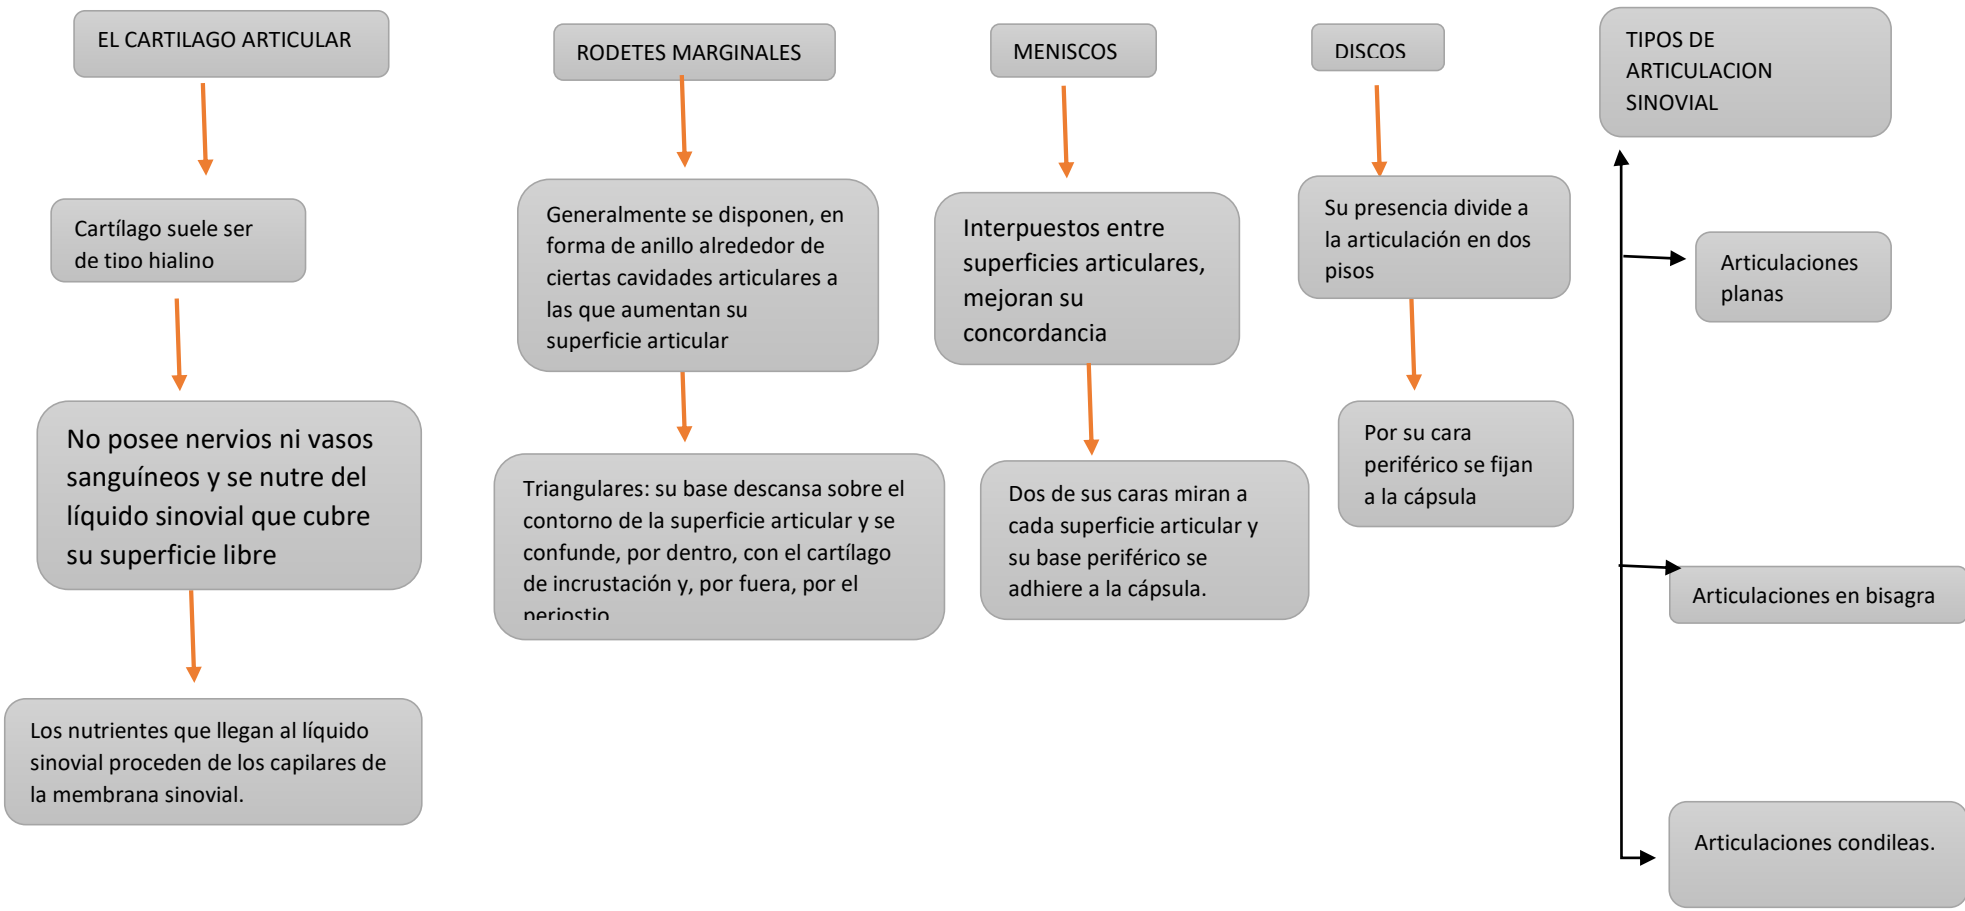 EL CARTILAGO ARTICULAR
Cartílago suele ser
de tipo hialino
No posee nervios ni vasos
sanguíneos y se nutre del
líquido sinovial que cubre
su superficie libre
Los nutrientes que llegan al líquido
sinovial proceden de los capilares de
la membrana sinovial.
RODETES MARGINALES
Generalmente se disponen, en
forma de anillo alrededor de
ciertas cavidades articulares a
las que aumentan su
superficie articular
Triangulares: su base descansa sobre el
contorno de la superficie articular y se
confunde, por dentro, con el cartílago
de incrustación y, por fuera, por el
periostio
MENISCOS
Interpuestos entre
superficies articulares,
mejoran su
concordancia
Dos de sus caras miran a
cada superficie articular y
su base periférico se
adhiere a la cápsula.
DISCOS
Su presencia divide a
la articulación en dos
pisos
Por su cara
periférico se fijan
a la cápsula
TIPOS DE
ARTICULACION
SINOVIAL
Articulaciones
planas
Articulaciones en bisagra
Articulaciones condileas.